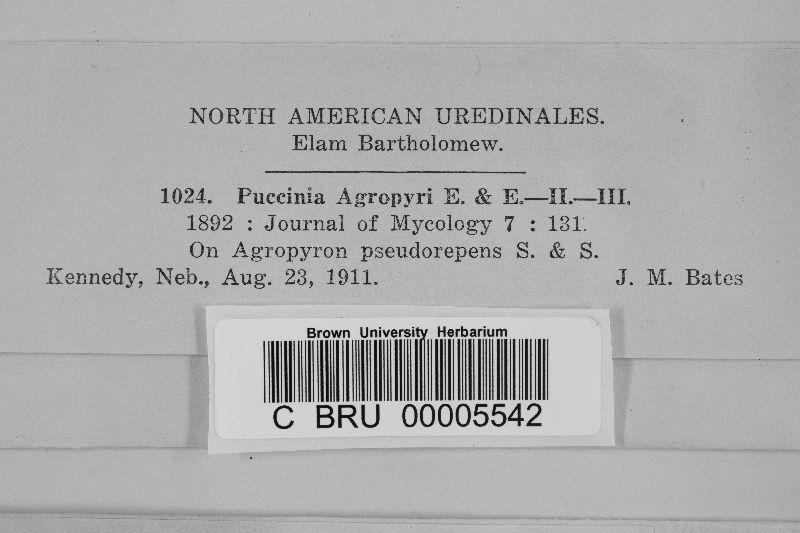 NORTH AMERICAN UREDINALES.
Elam Bartholomew.
1024. Puccinia Agropyri E. & E.—II.—III.
1892 : Journal of Mycology 7 : 131.
On Agropyron pseudorepens S. & S.
Kennedy, Neb., Aug. 23, 1911. J. M. Bates
Brown University Herbarium
C BRU 00005542